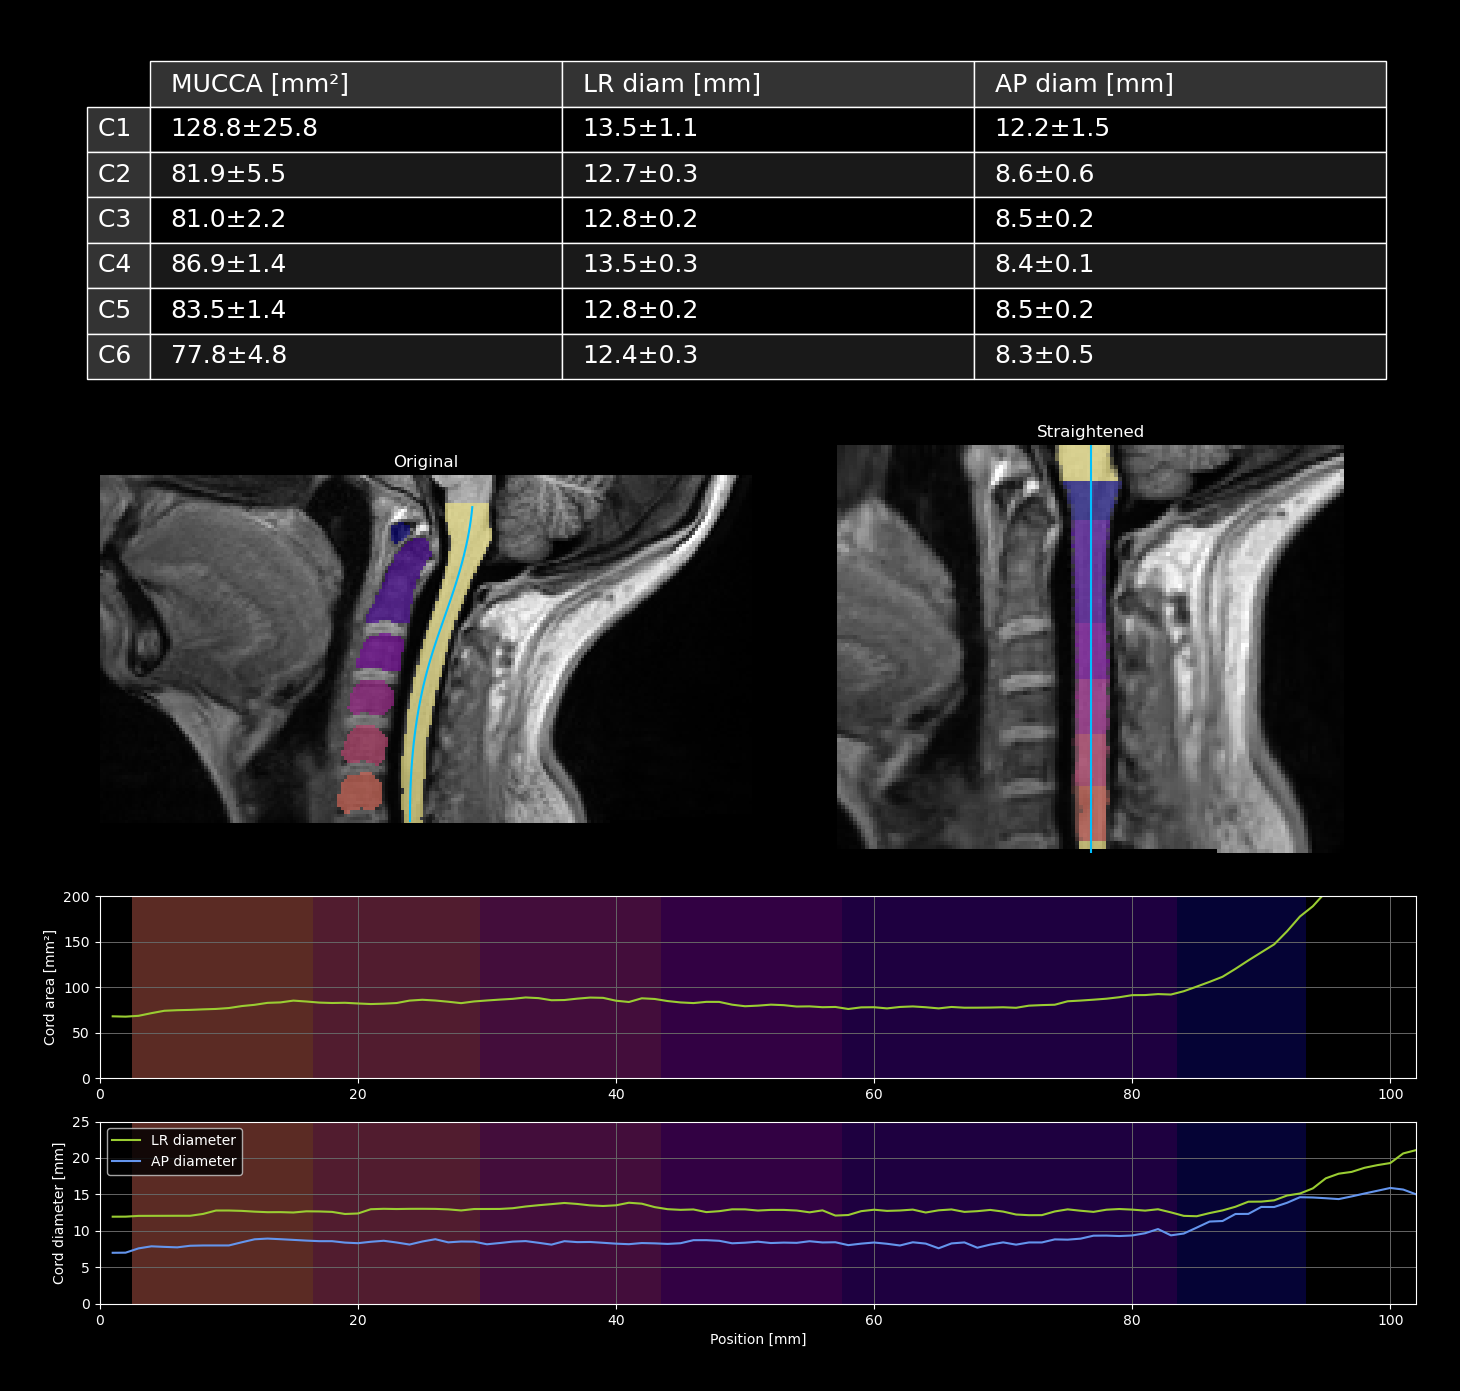 MUCCA [mm²] LR diam [mm] AP diam [mm]
C1 128.8±25.8 13.5±1.1 12.2±1.5
C2 81.9±5.5 12.7±0.3 8.6±0.6
C3 81.0±2.2 12.8±0.2 8.5±0.2
C4 86.9±1.4 13.5±0.3 8.4±0.1
C5 83.5±1.4 12.8±0.2 8.5±0.2
C6 77.8±4.8 12.4±0.3 8.3±0.5
Original
Straightened
Cord area [mm²]
200
150
100
50
0
0 20 40 60 80 100
Cord diameter [mm]
25
20
15
10
5
0
LR diameter
AP diameter
0 20 40 60 80 100
Position [mm]